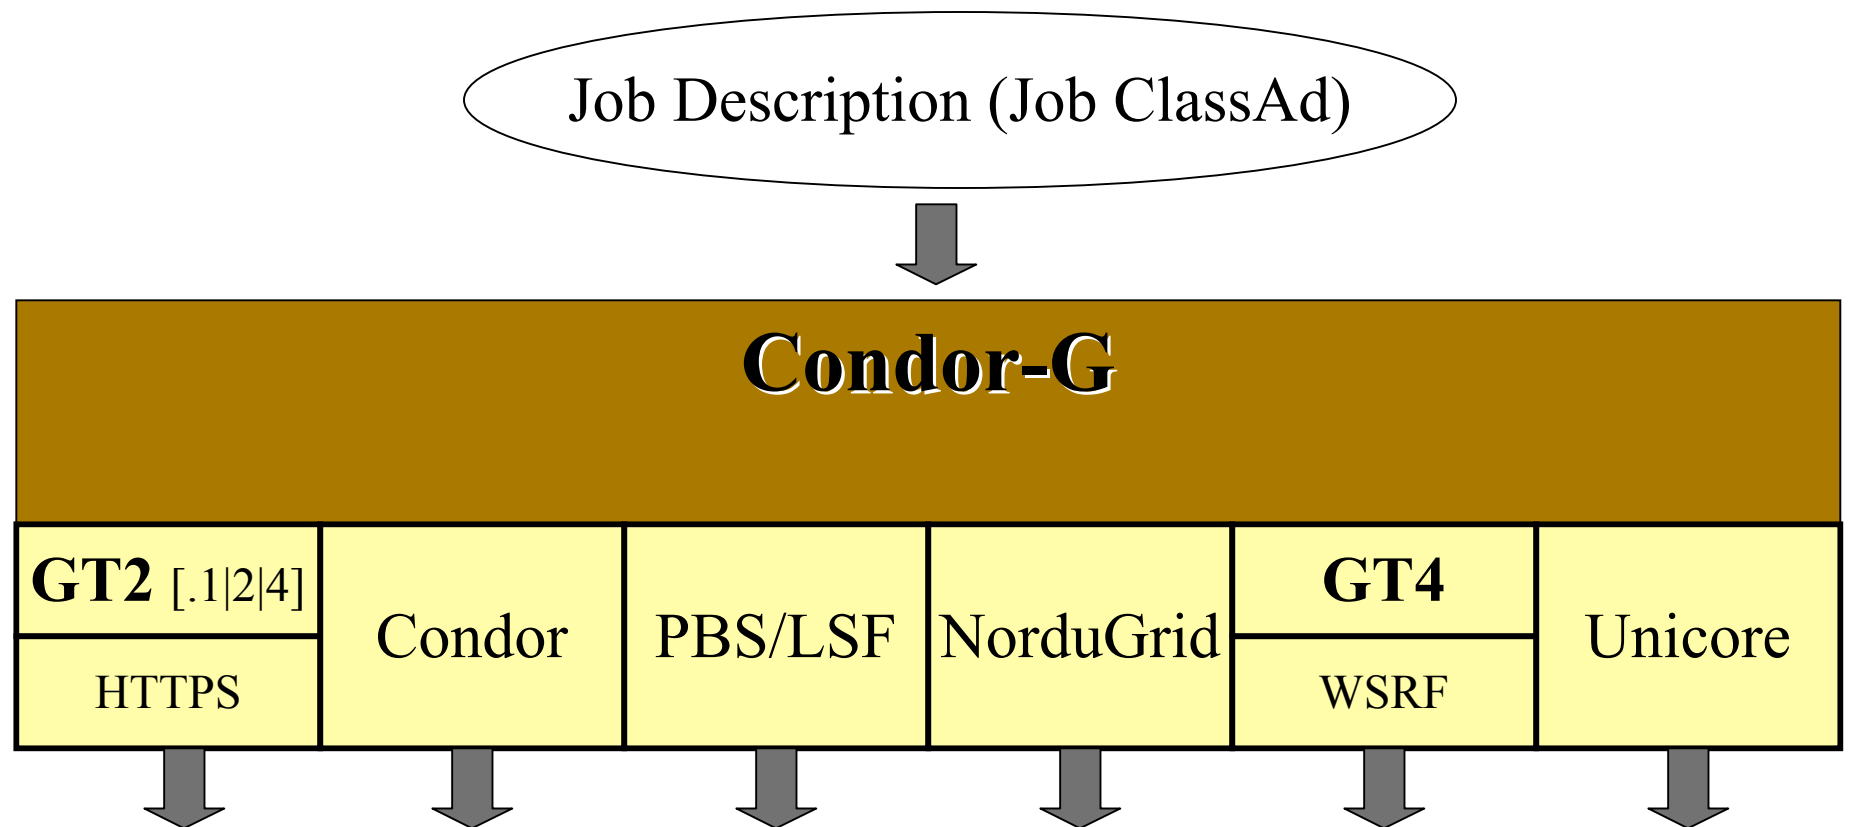 Job Description (Job ClassAd)
Condor-G
GT2 [.1|2|4]
HTTPS
Condor
PBS/LSF
NorduGrid
GT4
WSRF
Unicore